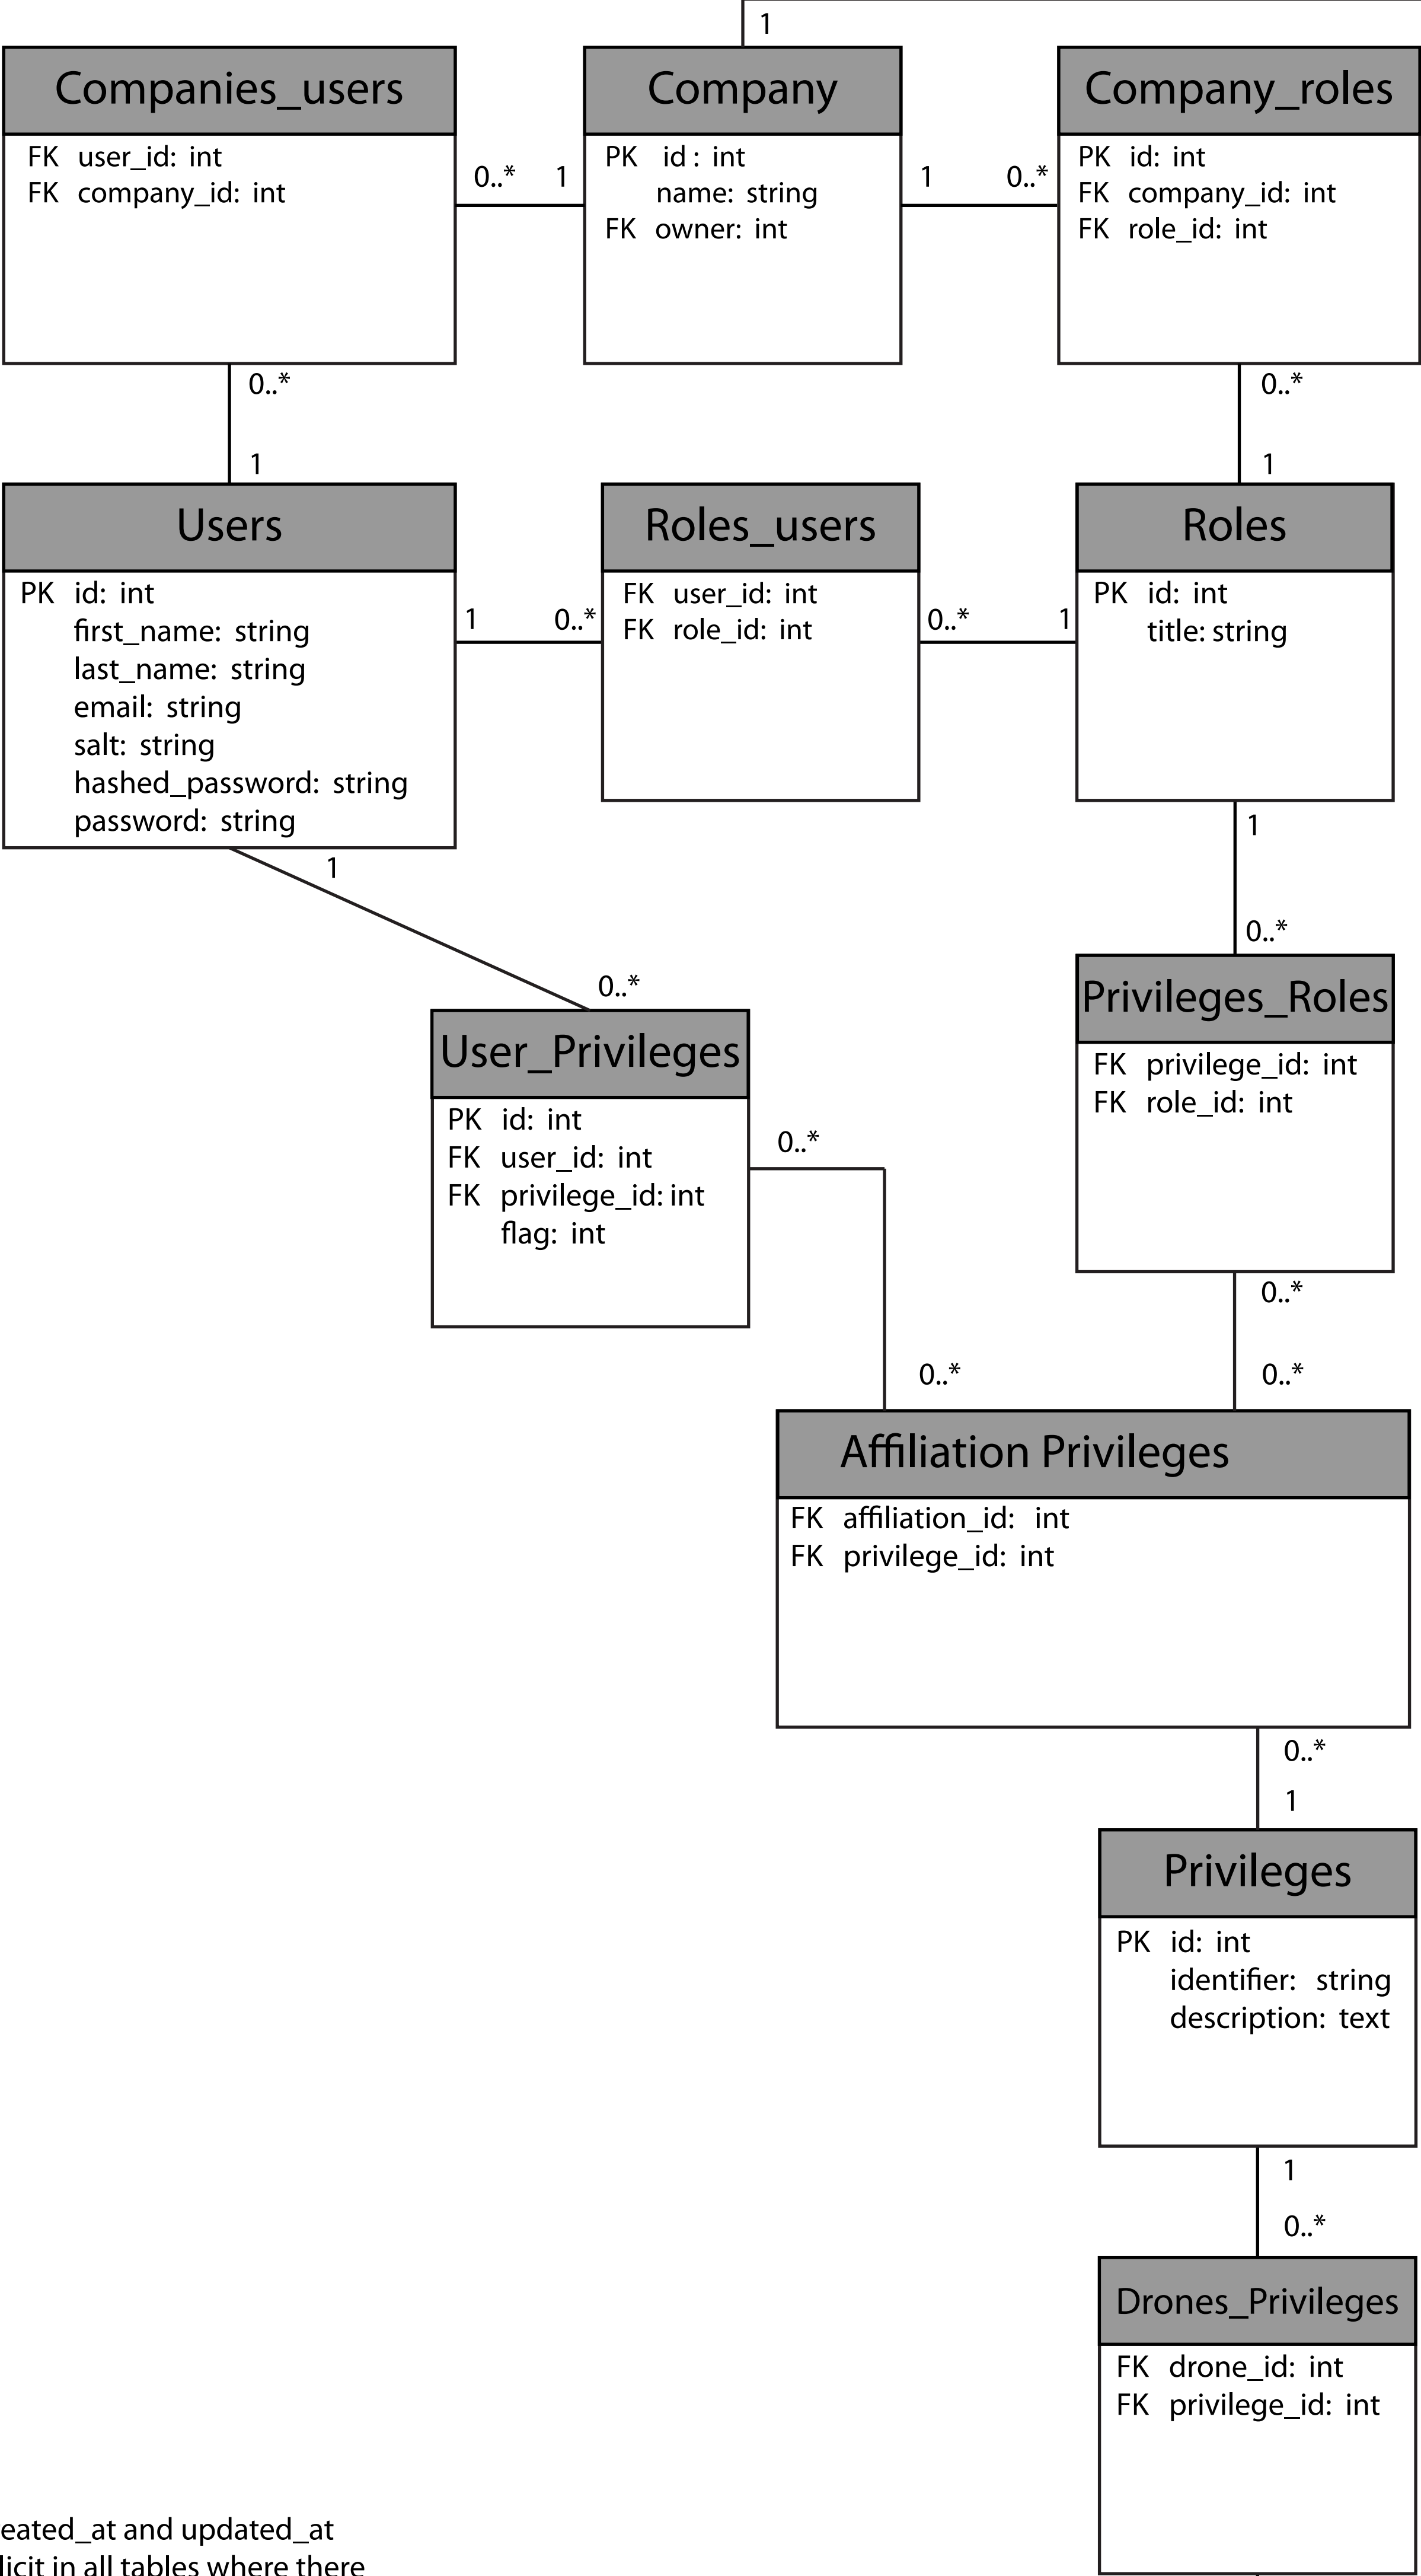 1
Companies_users
FK user_id: int
FK company_id: int
0..* 1
Company
PK id : int
name: string
FK owner: int
1 0..*
Company_roles
PK id: int
FK company_id: int
FK role_id: int
0..*
1
0..*
1
Users
PK id: int
first_name: string
last_name: string
email: string
salt: string
hashed_password: string
password: string
1 0..*
Roles_users
FK user_id: int
FK role_id: int
0..* 1
Roles
PK id: int
title: string
1
0..*
1
0..*
User_Privileges
PK id: int
FK user_id: int
FK privilege_id: int
flag: int
Privileges_Roles
FK privilege_id: int
FK role_id: int
0..*
0..*
0..*
0..*
Affiliation Privileges
FK affiliation_id: int
FK privilege_id: int
0..*
1
Privileges
PK id: int
identifier: string
description: text
1
0..*
Drones_Privileges
FK drone_id: int
FK privilege_id: int
eated_at and updated_at
licit in all tables where there